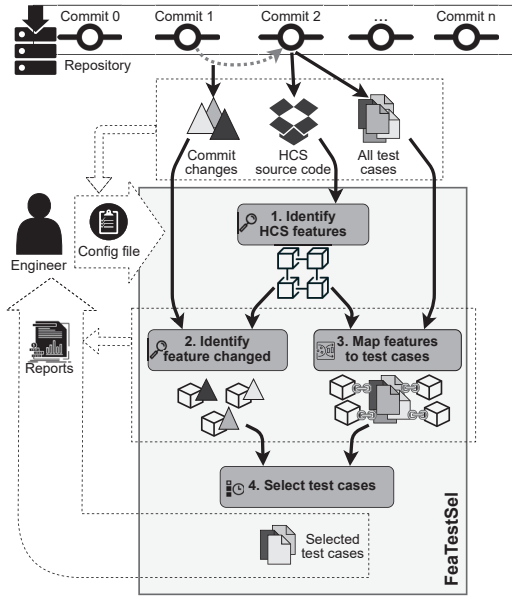 Commit 0
Commit 1
Commit 2
...
Commit n
Repository
Commit
changes
HCS
source code
All test
cases
1. Identify
HCS features
Config file
Engineer
2. Identify
feature changed
3. Map features
to test cases
Reports
4. Select test cases
Selected
test cases
FeaTestSel